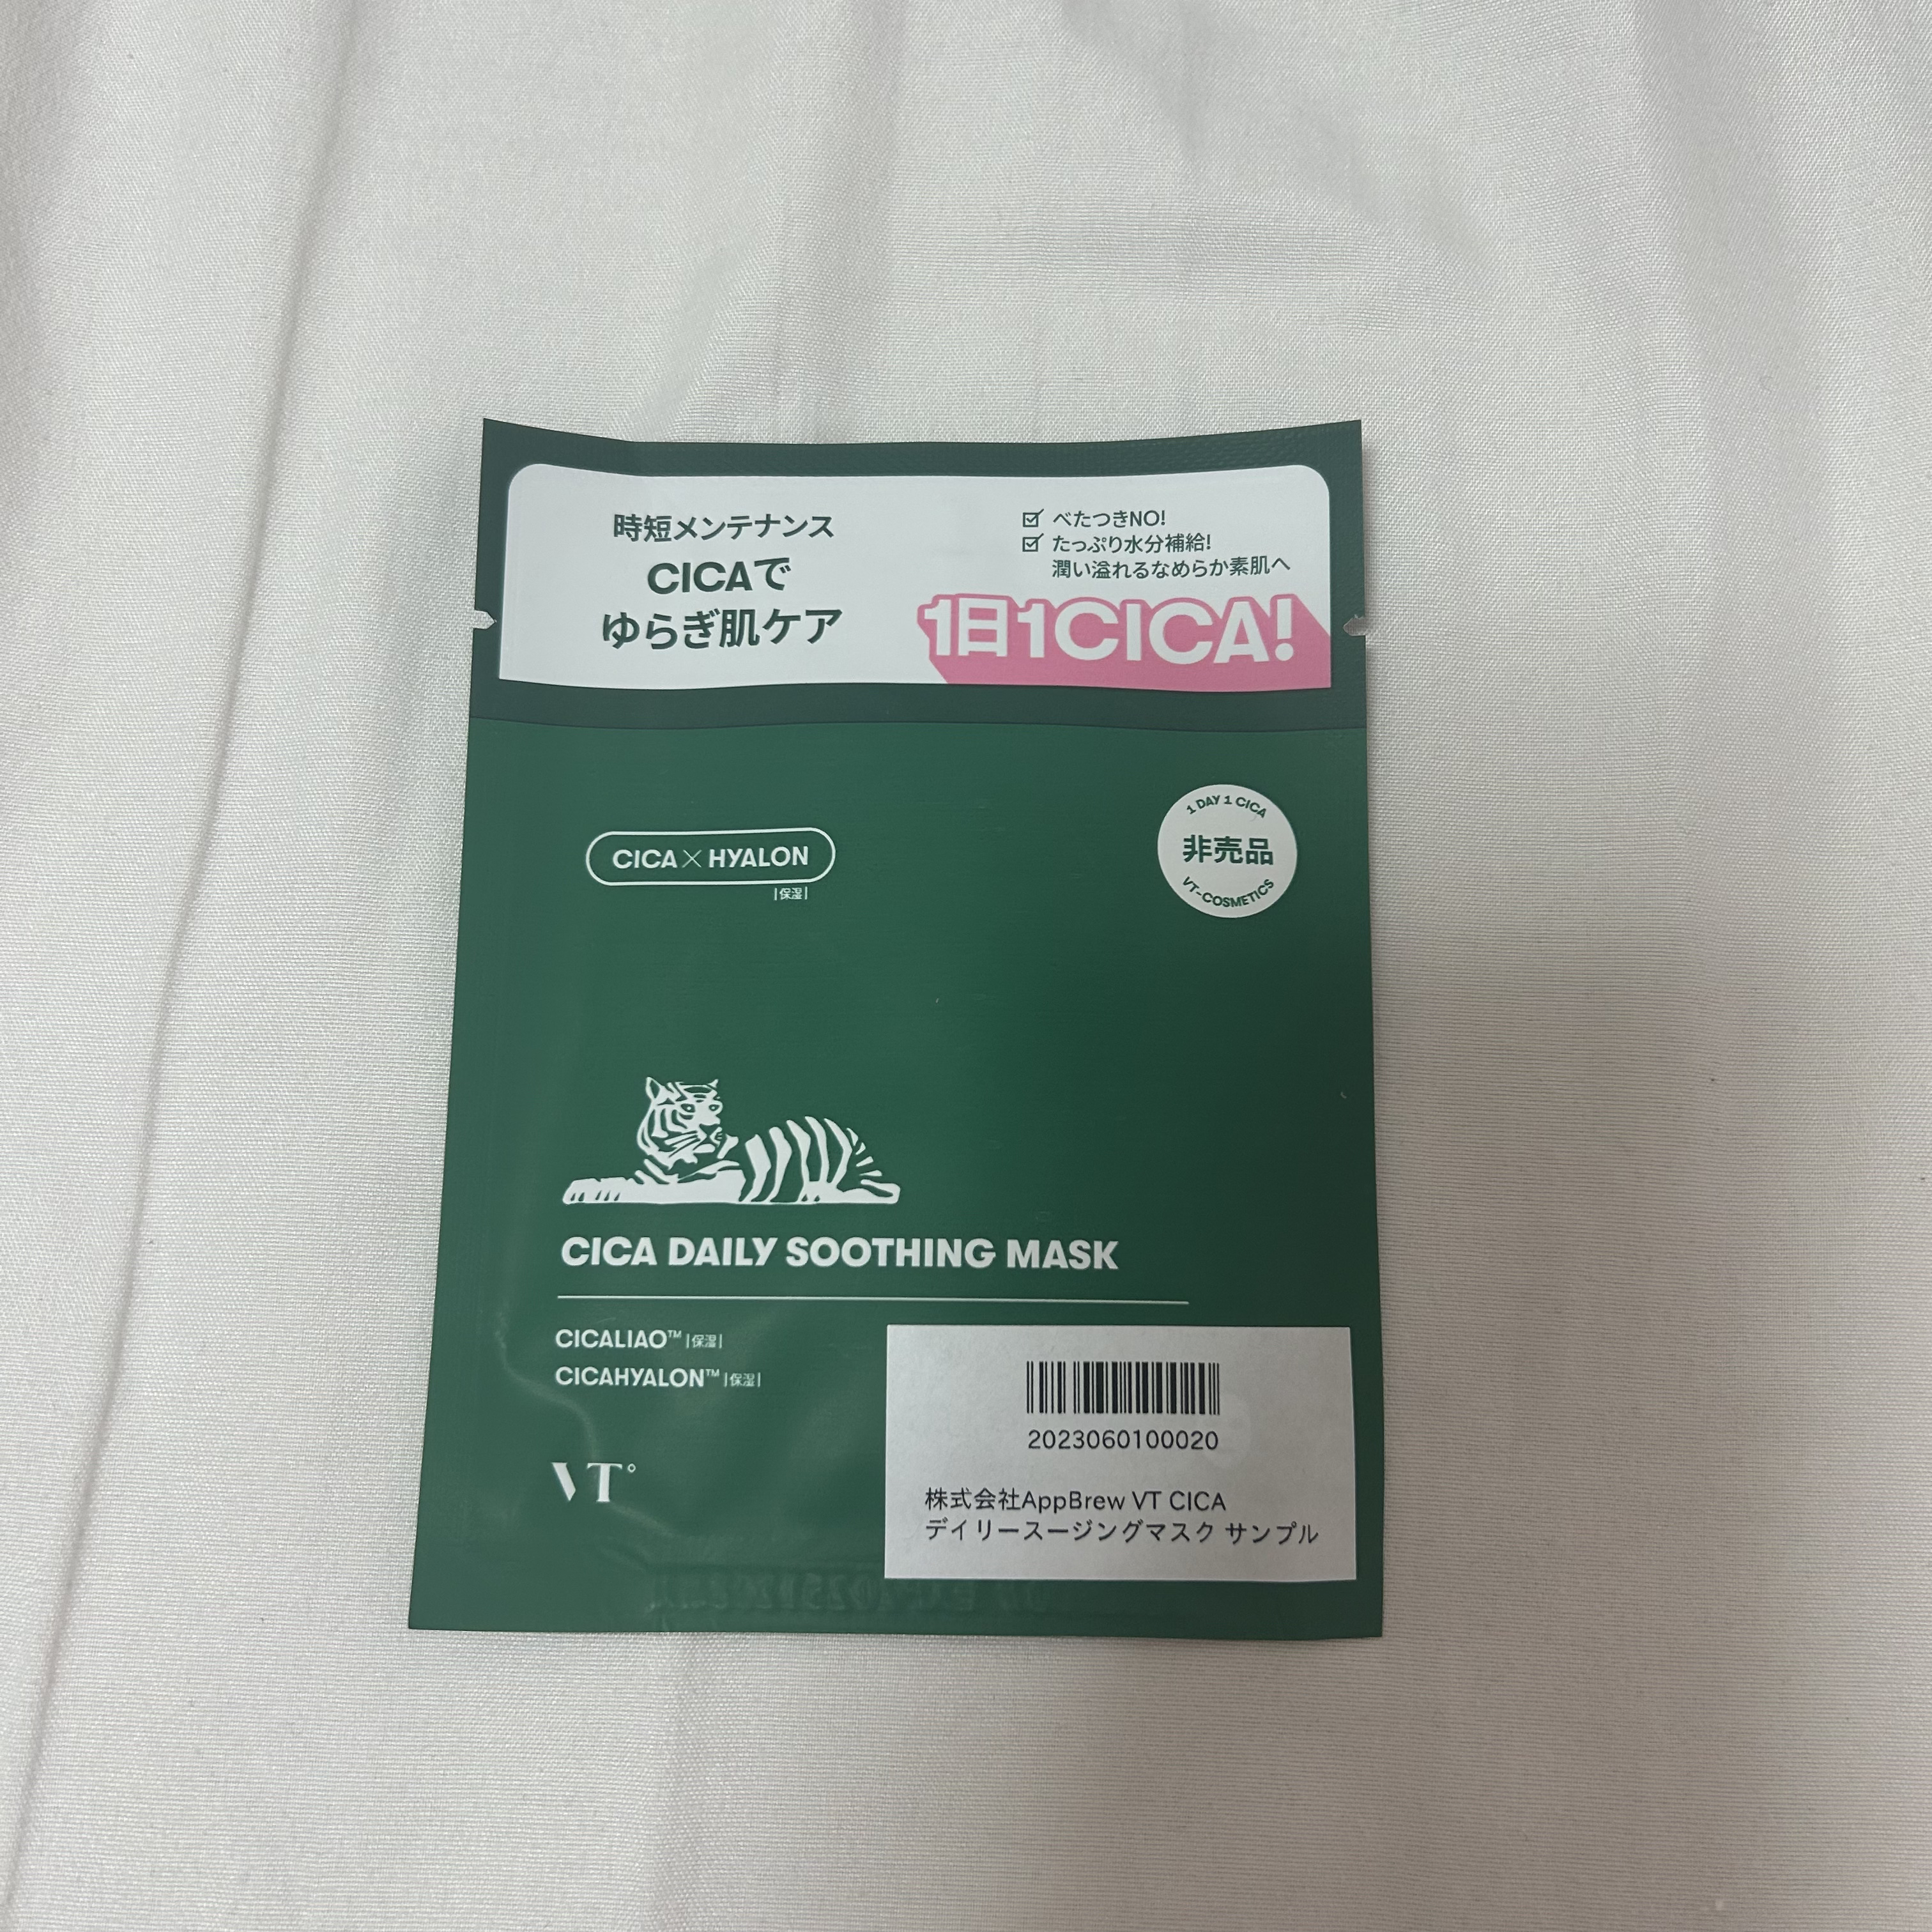 時短メンテナンス
CICAで
ゆらぎ肌ケア
べたつきNO!
たっぷり水分補給!
潤い溢れるなめらか素肌へ
1日1CICA!
CICA×HYALON
|保湿|
1 DAY 1 CICA
非売品
VT-COSMETICS
CICA DAILY SOOTHING MASK
CICALIAO™ |保湿|
CICAHYALON™ |保湿|
VT°
2023060100020
株式会社AppBrew VT CICA
デイリースージングマスク サンプル